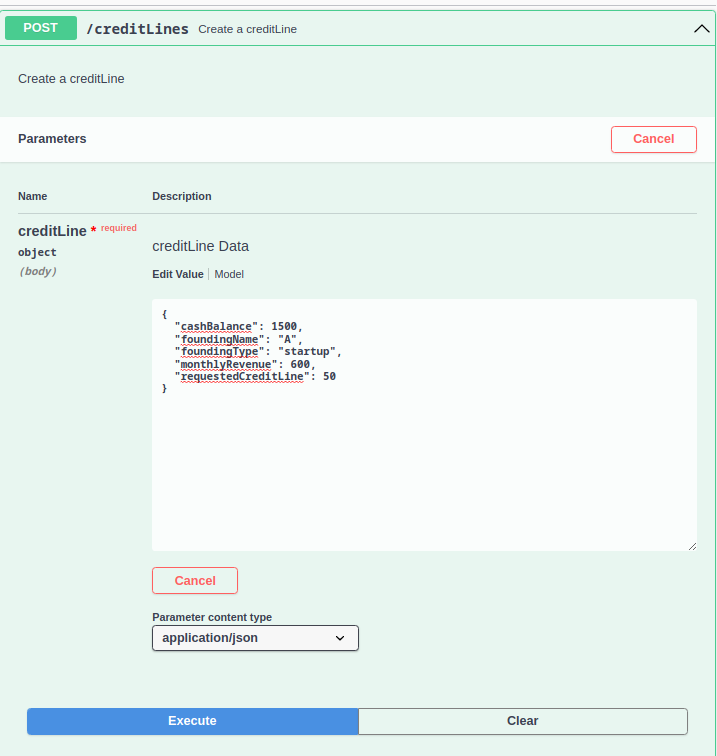 POST /creditLines Create a creditLine
Create a creditLine
Parameters Cancel
Name Description
creditLine * required
object
(body)
creditLine Data
Edit Value Model
{
  "cashBalance": 1500,
  "foundingName": "A",
  "foundingType": "startup",
  "monthlyRevenue": 600,
  "requestedCreditLine": 50
}
Cancel
Parameter content type
application/json
Execute Clear